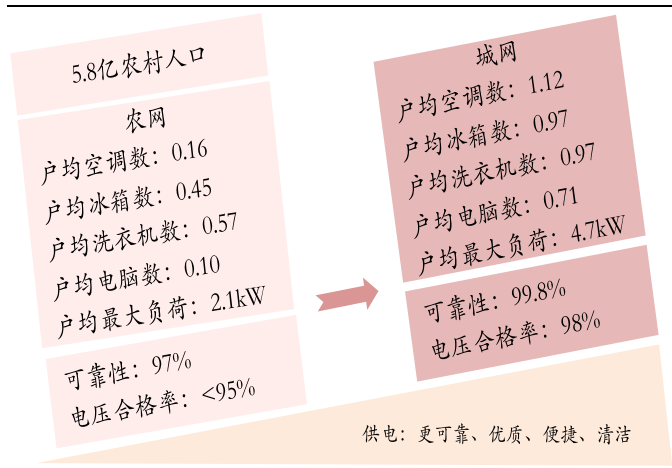 5.8亿农村人口
农网
户均空调数：0.16
户均冰箱数：0.45
户均洗衣机数：0.57
户均电脑数：0.10
户均最大负荷：2.1kW
可靠性：97%
电压合格率：<95%
城网
户均空调数：1.12
户均冰箱数：0.97
户均洗衣机数：0.97
户均电脑数：0.71
户均最大负荷：4.7kW
可靠性：99.8%
电压合格率：98%
供电：更可靠、优质、便捷、清洁